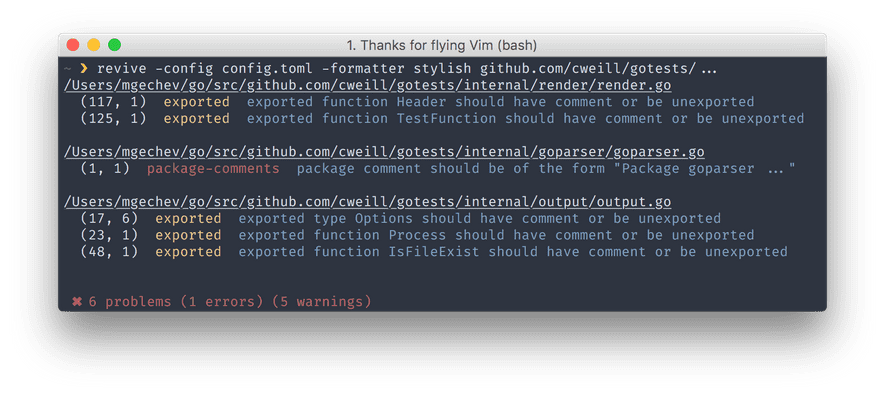 1. Thanks for flying Vim (bash)
~ ❯ revive -config config.toml -formatter stylish github.com/cweill/gotests/...
/Users/mgechev/go/src/github.com/cweill/gotests/internal/render/render.go
(117, 1) exported exported function Header should have comment or be unexported
(125, 1) exported exported function TestFunction should have comment or be unexported
/Users/mgechev/go/src/github.com/cweill/gotests/internal/goparser/goparser.go
(1, 1) package-comments package comment should be of the form "Package goparser ..."
/Users/mgechev/go/src/github.com/cweill/gotests/internal/output/output.go
(17, 6) exported exported type Options should have comment or be unexported
(23, 1) exported exported function Process should have comment or be unexported
(48, 1) exported exported function IsFileExist should have comment or be unexported
✖ 6 problems (1 errors) (5 warnings)